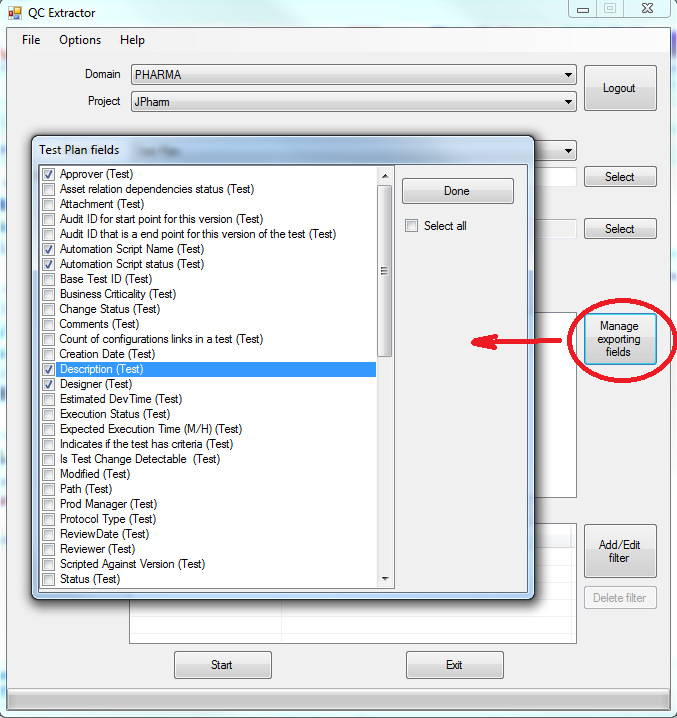 QC Extractor
File Options Help
Domain PHARMA
Project JPharm
Logout
Select
Select
Test Plan fields
Approver (Test)
Asset relation dependencies status (Test)
Attachment (Test)
Audit ID for start point for this version (Test)
Audit ID that is a end point for this version of the test (Test)
Automation Script Name (Test)
Automation Script status (Test)
Base Test ID (Test)
Business Criticality (Test)
Change Status (Test)
Comments (Test)
Count of configurations links in a test (Test)
Creation Date (Test)
Description (Test)
Designer (Test)
Estimated DevTime (Test)
Execution Status (Test)
Expected Execution Time (M/H) (Test)
Indicates if the test has criteria (Test)
Is Test Change Detectable (Test)
Modified (Test)
Path (Test)
Prod Manager (Test)
Protocol Type (Test)
ReviewDate (Test)
Reviewer (Test)
Scripted Against Version (Test)
Status (Test)
Done
Select all
Manage
exporting
fields
Add/Edit
filter
Delete filter
Start
Exit